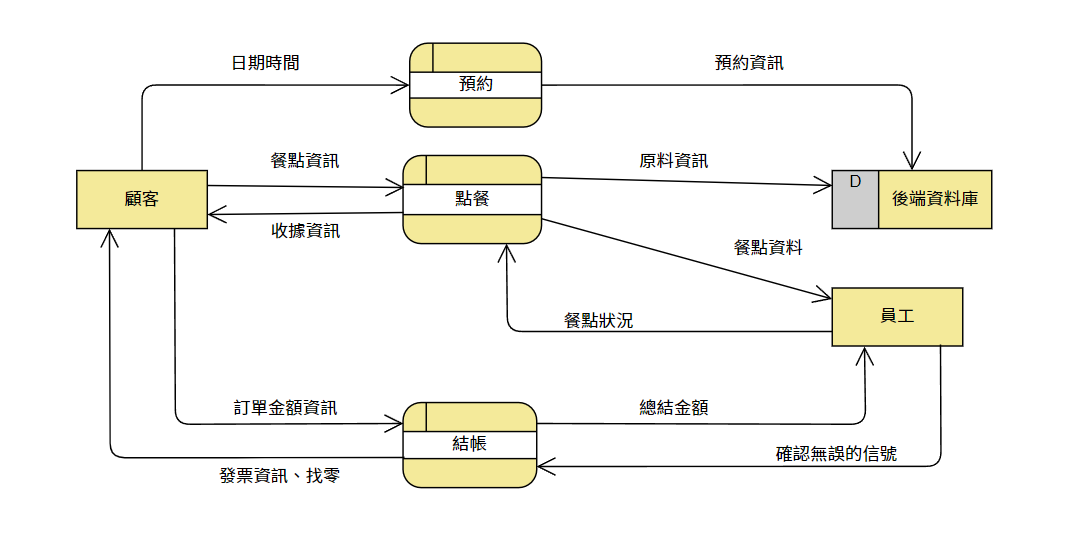 日期時間
預約
預約資訊
餐點資訊
點餐
原料資訊
顧客
D
後端資料庫
收據資訊
餐點資料
餐點狀況
員工
訂單金額資訊
結帳
總結金額
發票資訊、找零
確認無誤的信號